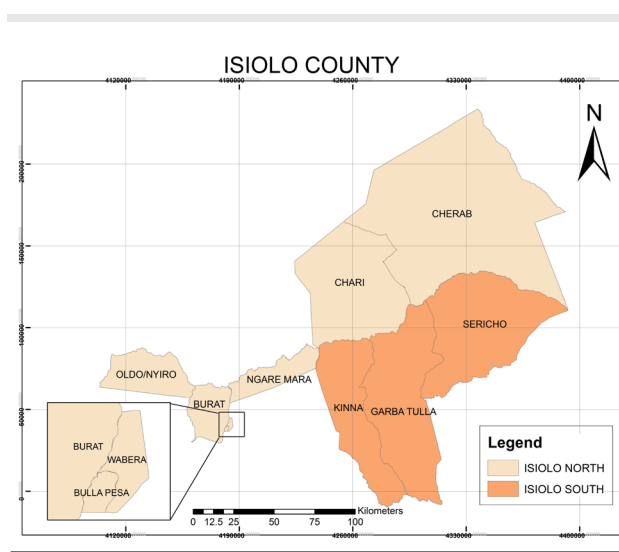 ISIOLO COUNTY
4120000 4190000 4260000 4330000 4400000
N
200000
150000
100000
50000
0
CHERAB
CHARI
SERICHO
OLDO/NYIRO
NGARE MARA
BURAT
KINNA
GARBA TULLA
BURAT
WABERA
BULLA PESA
Legend
ISIOLO NORTH
ISIOLO SOUTH
Kilometers
0 12.5 25 50 75 100
4120000 4190000 4260000 4330000 4400000